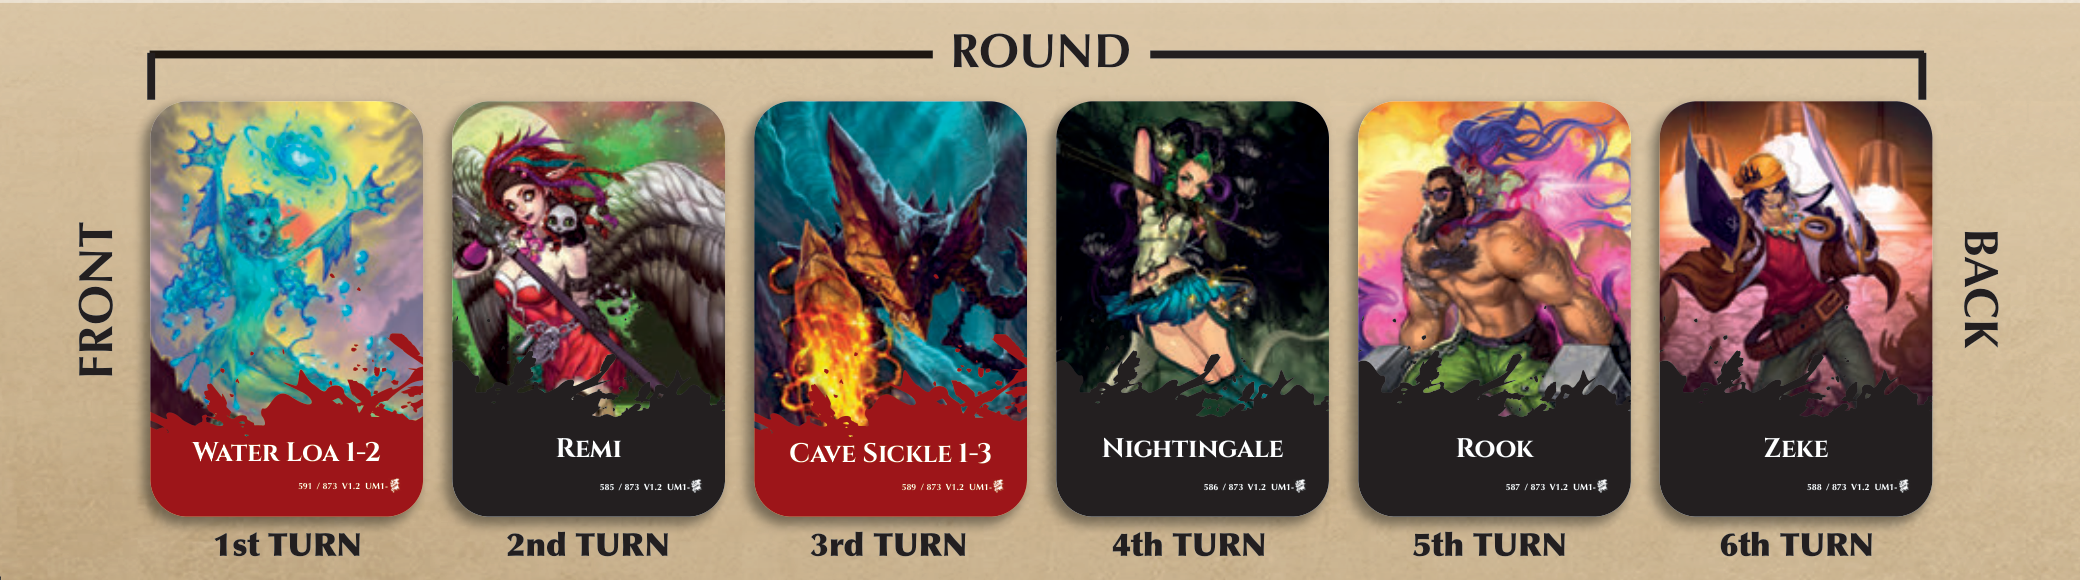 ROUND
FRONT
BACK
WATER LOA 1-2
591 / 873 V1.2 UM1-
REMI
585 / 873 V1.2 UM1-
CAVE SICKLE 1-3
589 / 873 V1.2 UM1-
NIGHTINGALE
586 / 873 V1.2 UM1-
ROOK
587 / 873 V1.2 UM1-
ZEKE
588 / 873 V1.2 UM1-
1st TURN
2nd TURN
3rd TURN
4th TURN
5th TURN
6th TURN